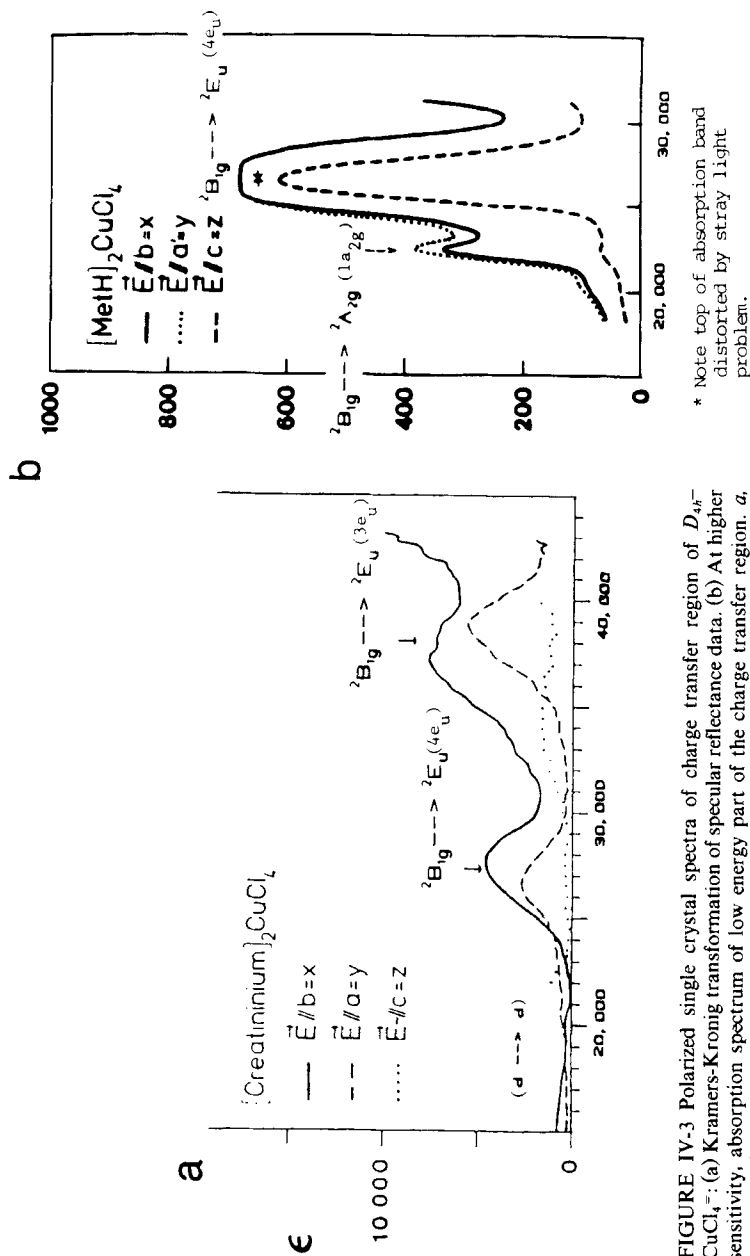 a
ϵ
10 000
0
[Creatininium]₂CuCl₄
E⃗//b=x
E⃗//a=y
E⃗-//c=z
(d ---> d)
²B₁g ---> ²Eᵤ(4eᵤ)
²B₁g ---> ²Eᵤ (3eᵤ)
20,000
30,000
40,000
b
1000
800
600
400
200
0
[MetH]₂CuCl₄
E⃗//b=x
E⃗//a'=y
E⃗//c=z
²B₁g ---> ²A₂g (1a₂g)
²B₁g ---> ²Eᵤ (4eᵤ)
*
20,000
30,000
* Note top of absorption band
distorted by stray light
problem.
FIGURE IV-3 Polarized single crystal spectra of charge transfer region of D₄ₕ-
CuCl₄⁼: (a) Kramers-Kronig transformation of specular reflectance data. (b) At higher
sensitivity, absorption spectrum of low energy part of the charge transfer region. a,